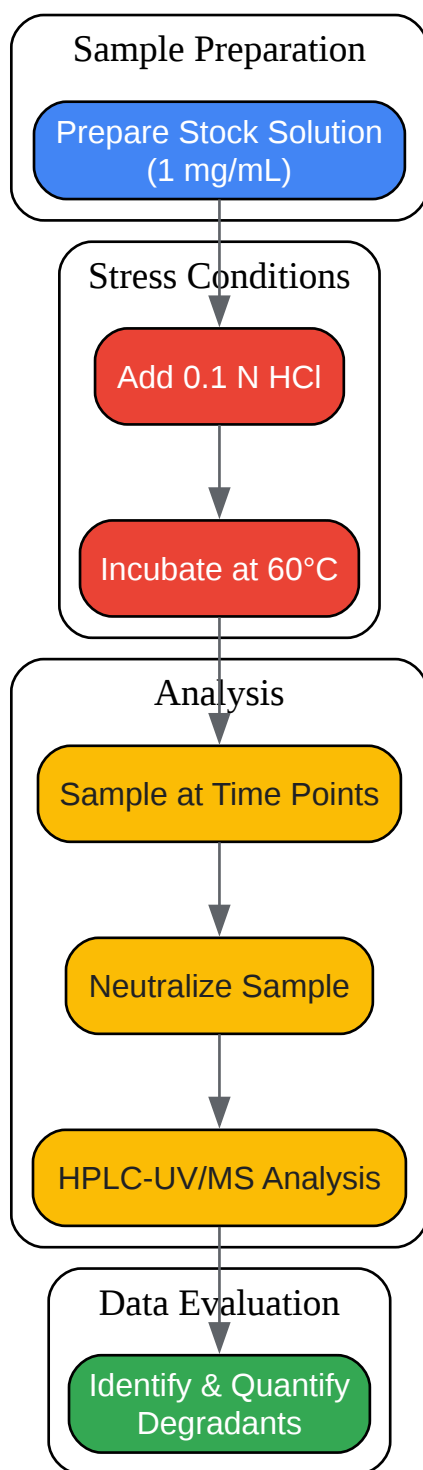 Sample Preparation
Prepare Stock Solution
(1 mg/mL)
Stress Conditions
Add 0.1 N HCl
Incubate at 60°C
Analysis
Sample at Time Points
Neutralize Sample
HPLC-UV/MS Analysis
Data Evaluation
Identify & Quantify
Degradants